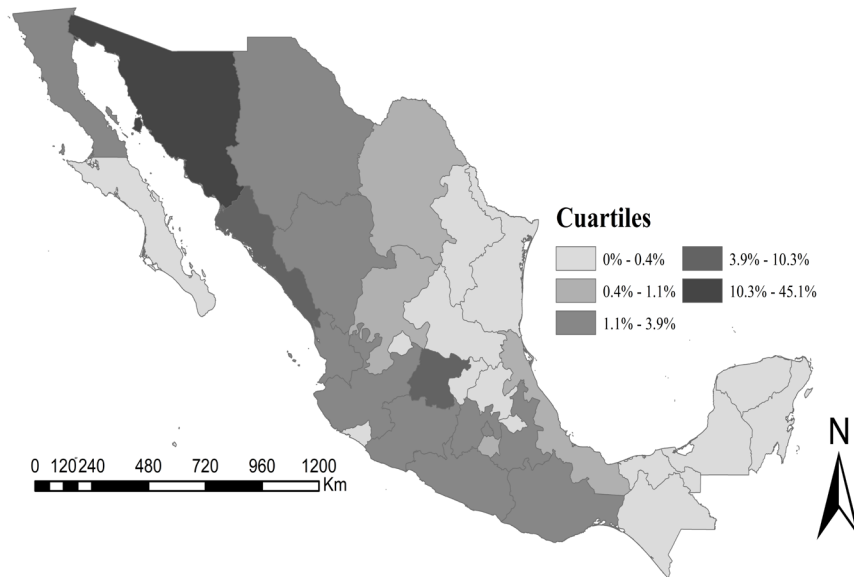 Cuartiles
0% - 0.4%
3.9% - 10.3%
0.4% - 1.1%
10.3% - 45.1%
1.1% - 3.9%
N
0 120 240 480 720 960 1200
Km